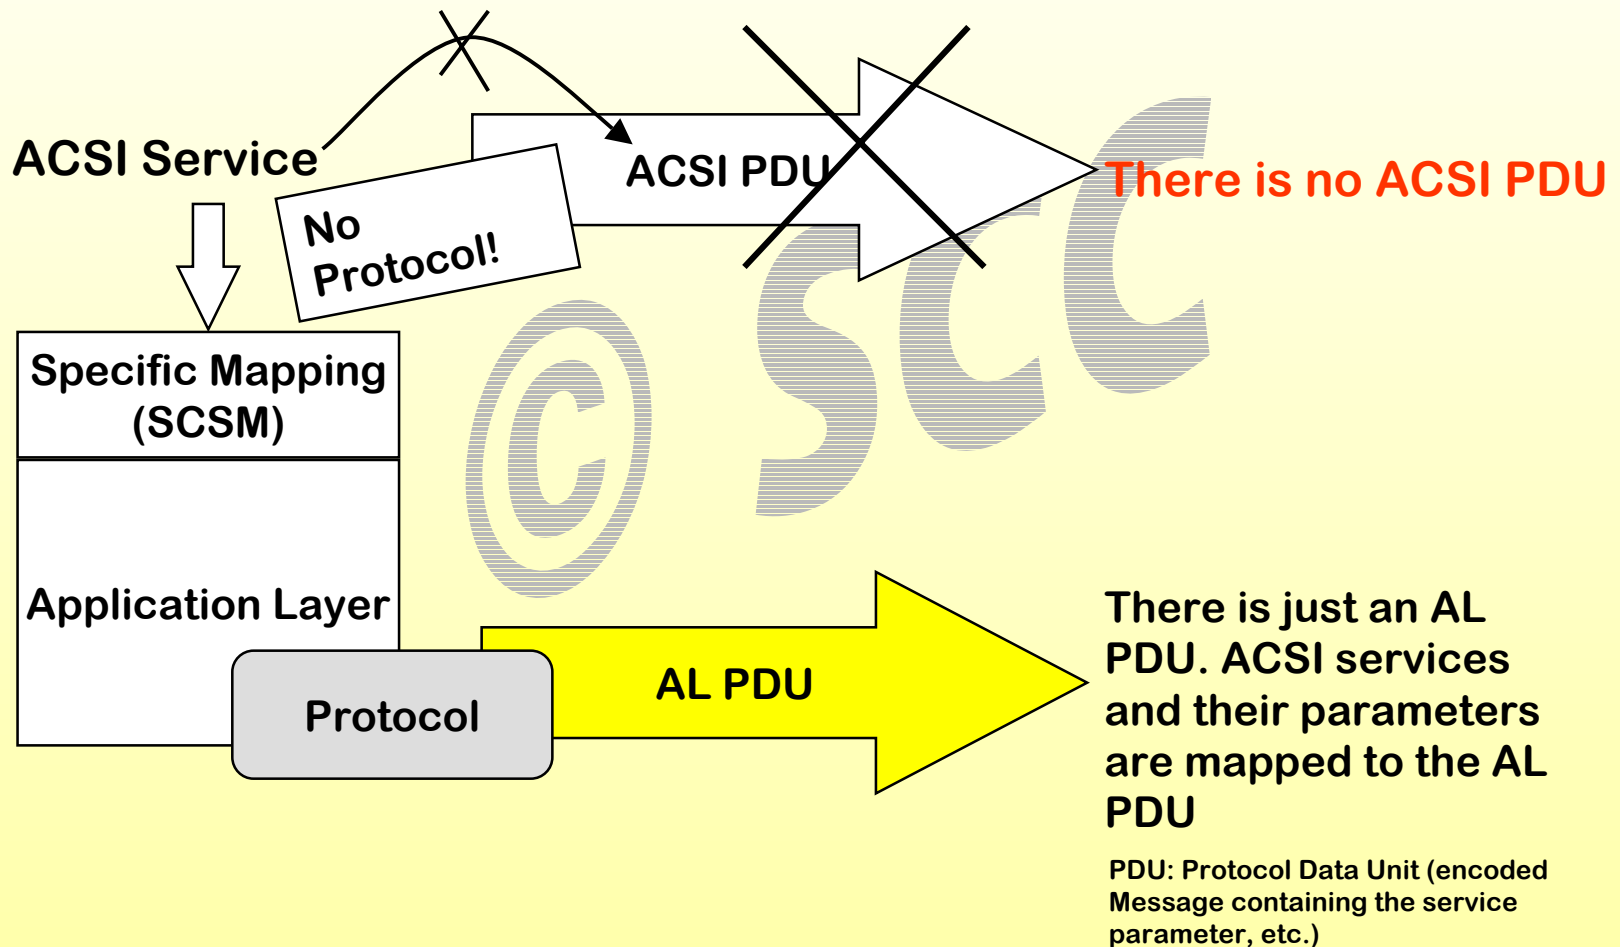 ACSI Service
ACSI PDU
There is no ACSI PDU
No
Protocol!
Specific Mapping
(SCSM)
© SCC
Application Layer
Protocol
AL PDU
There is just an AL
PDU. ACSI services
and their parameters
are mapped to the AL
PDU
PDU: Protocol Data Unit (encoded
Message containing the service
parameter, etc.)